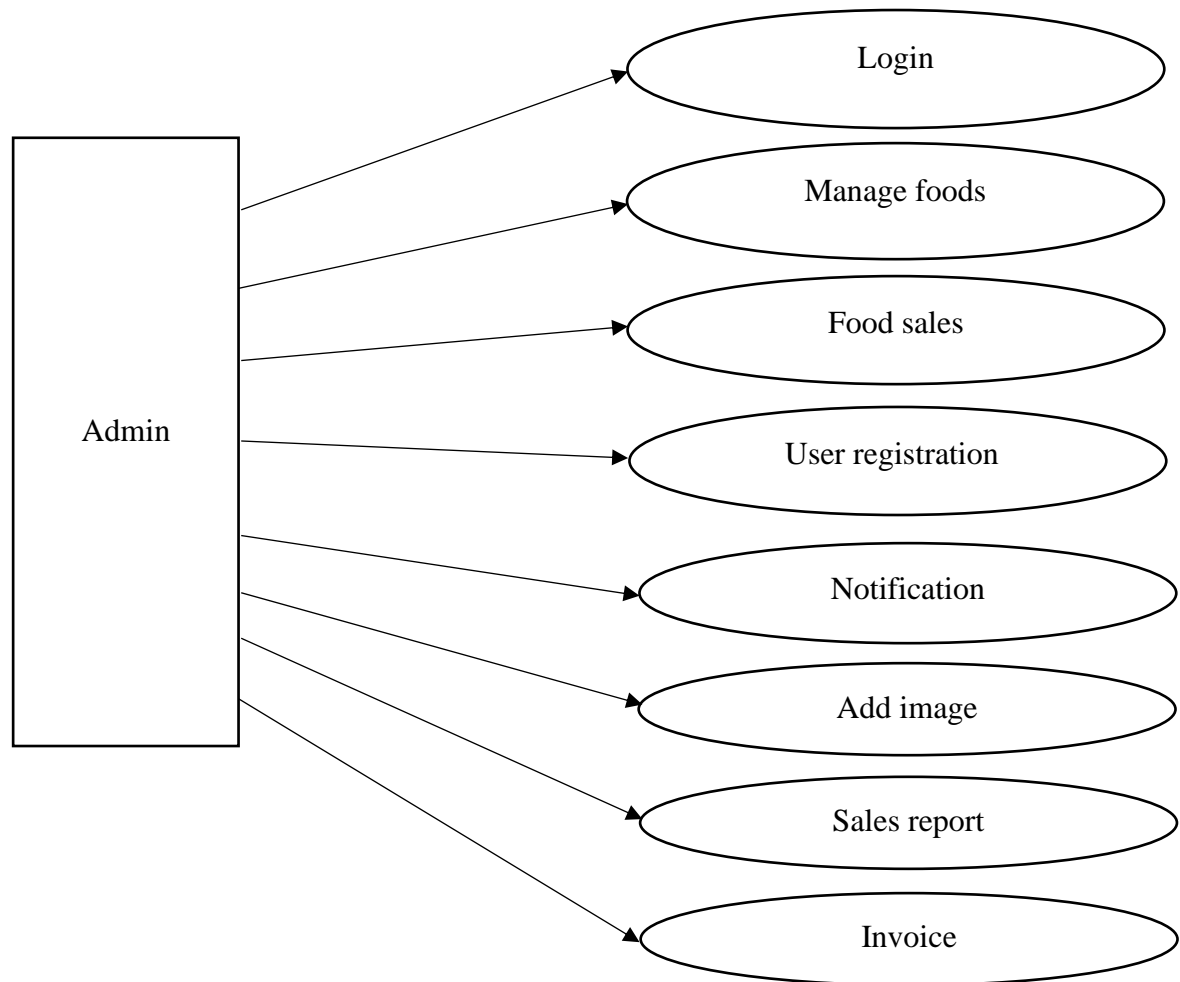 Login
Manage foods
Food sales
Admin
User registration
Notification
Add image
Sales report
Invoice